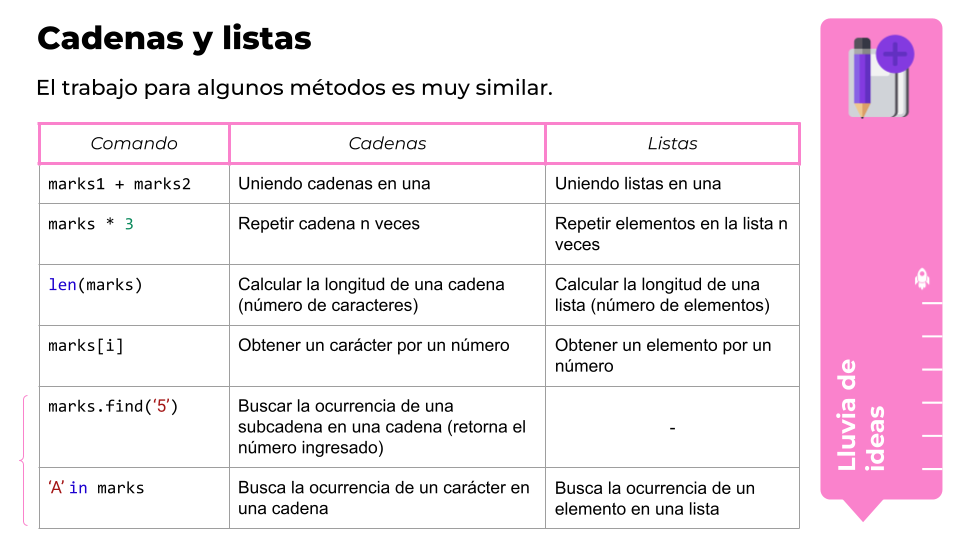 Cadenas y listas
El trabajo para algunos métodos es muy similar.
Comando
Cadenas
Listas
marks1 + marks2
Uniendo cadenas en una
Uniendo listas en una
marks * 3
Repetir cadena n veces
Repetir elementos en la lista n
veces
len(marks)
Calcular la longitud de una cadena
(número de caracteres)
Calcular la longitud de una
lista (número de elementos)
marks[i]
Obtener un carácter por un número
Obtener un elemento por un
número
marks.find(‘5’)
Buscar la ocurrencia de una
subcadena en una cadena (retorna el
número ingresado)
-
‘A’ in marks
Busca la ocurrencia de un carácter en
una cadena
Busca la ocurrencia de un
elemento en una lista
Lluvia de
ideas